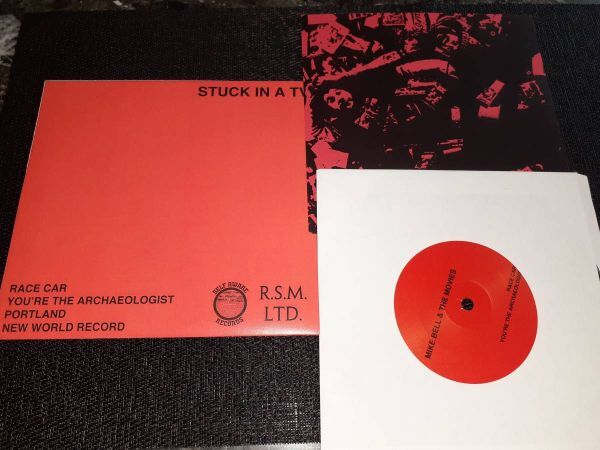 STUCK IN A TV
RACE CAR
YOU'RE THE ARCHAEOLOGIST
PORTLAND
NEW WORLD RECORD
SELF AWARE
RECORDS
R.S.M.
LTD.
MIKE BELL & THE MOVIES
RACE CAR
YOU'RE THE ARCHAEOLOGIST